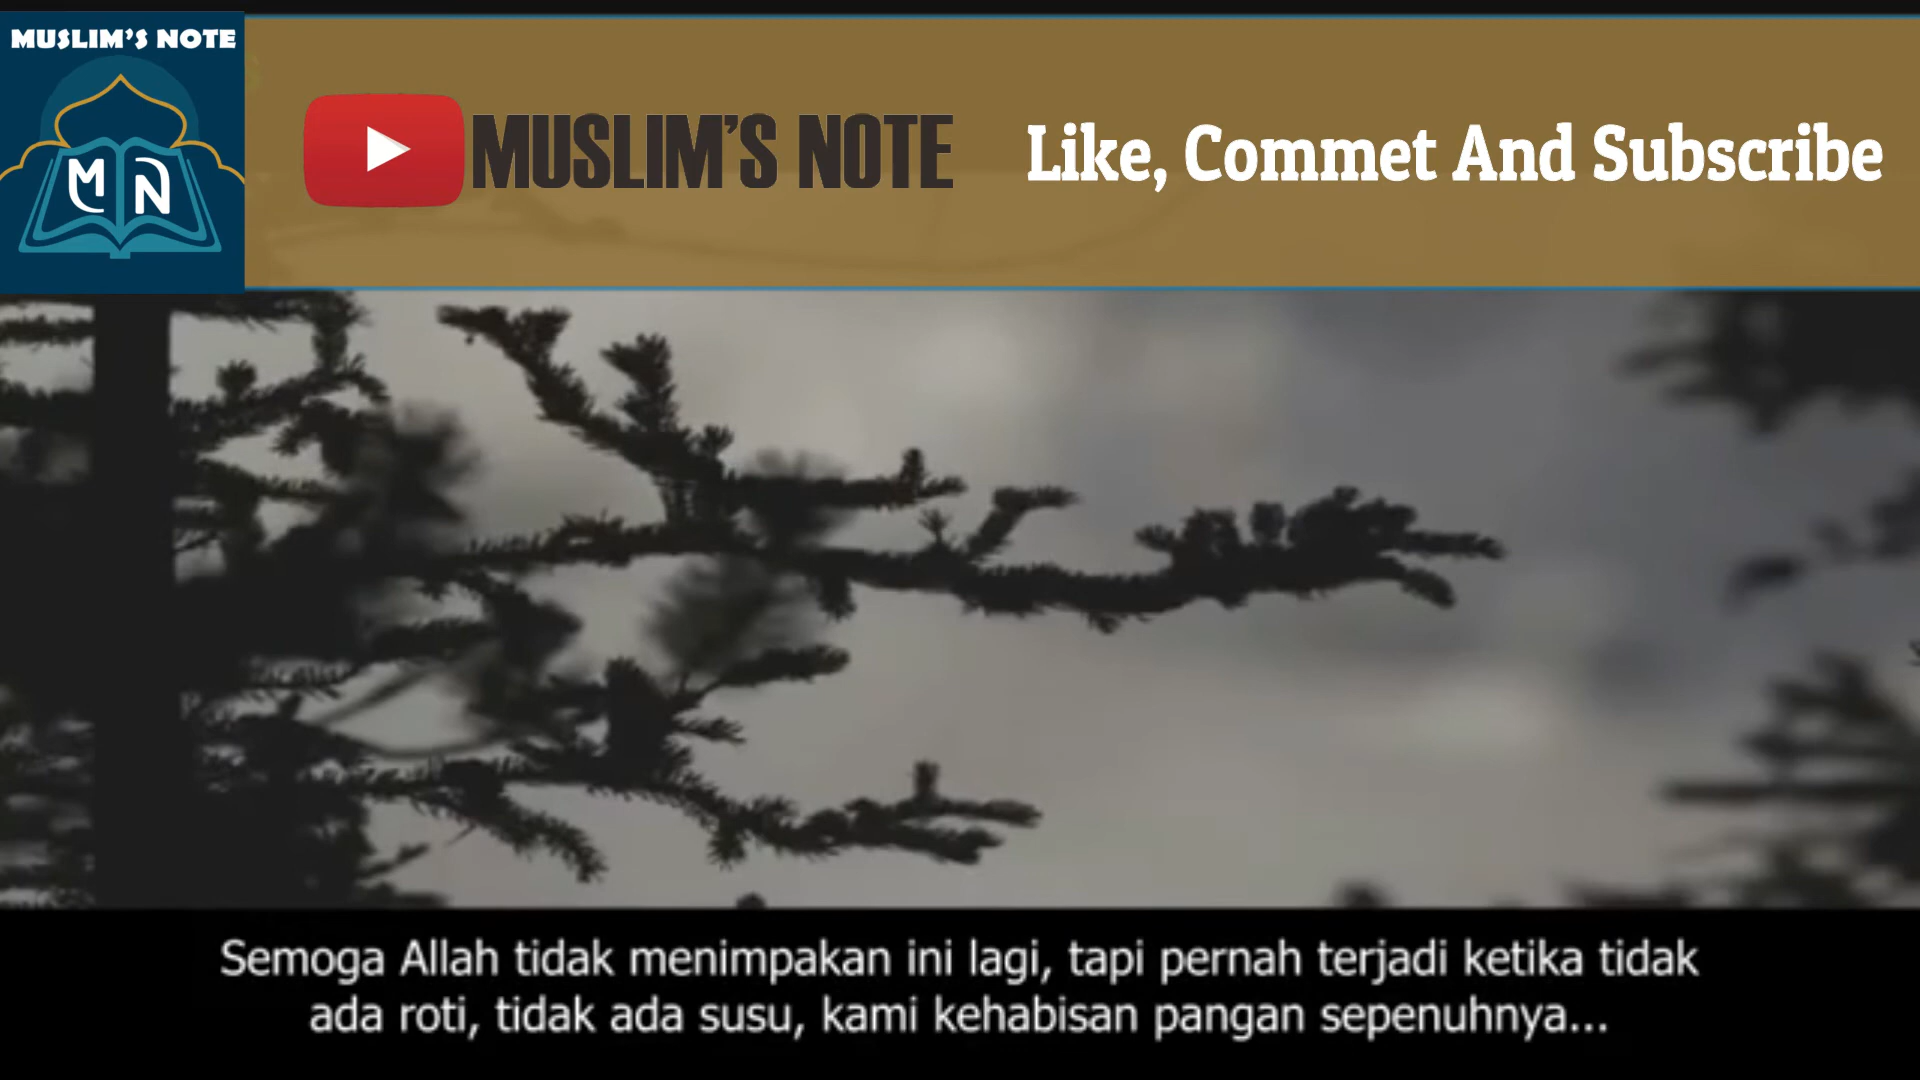 MUSLIM'S NOTE
MN
MUSLIM'S NOTE
Like, Commet And Subscribe
Semoga Allah tidak menimpakan ini lagi, tapi pernah terjadi ketika tidak
ada roti, tidak ada susu, kami kehabisan pangan sepenuhnya...